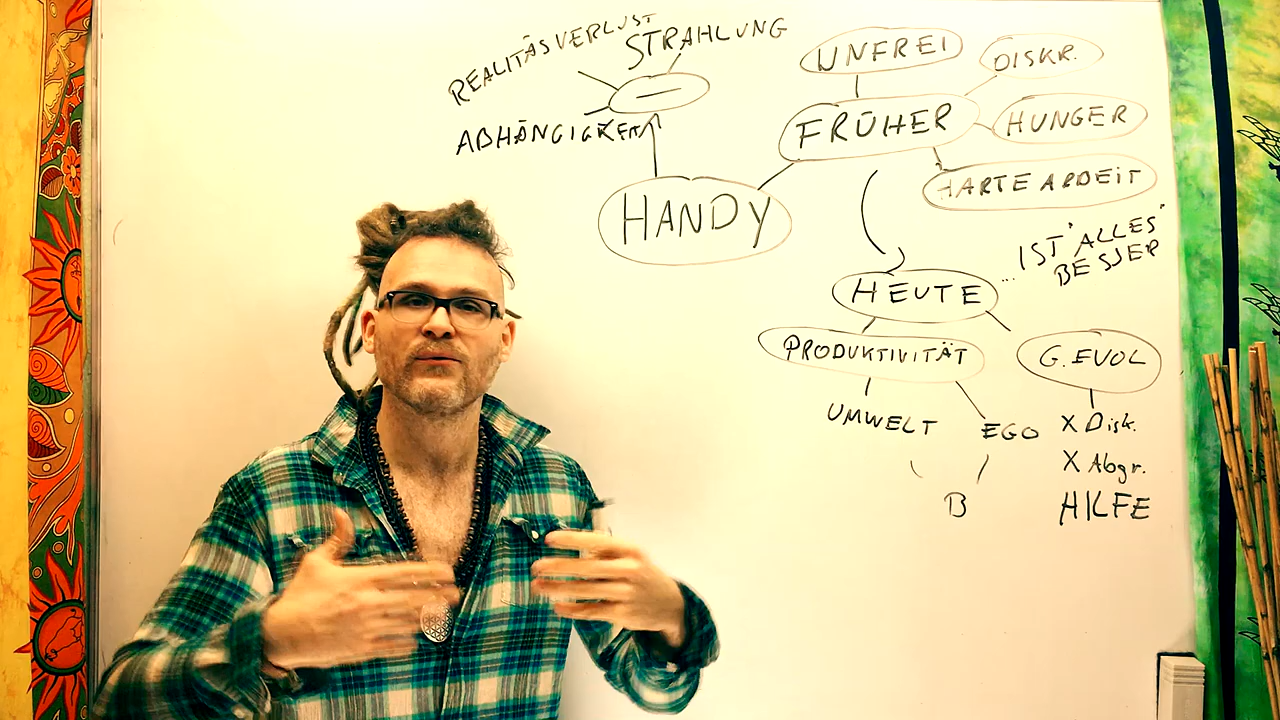 REALITÄSVERLUST
STRAHLUNG
—
ABHÄNGIGKEIT
HANDY
UNFREI
DISKR.
FRÜHER
HUNGER
HARTE ARBEIT
HEUTE
... IST "ALLES"
BESSER
PRODUKTIVITÄT
G. EVOL
UMWELT
EGO
X Disk.
X Abgr.
HILFE
B